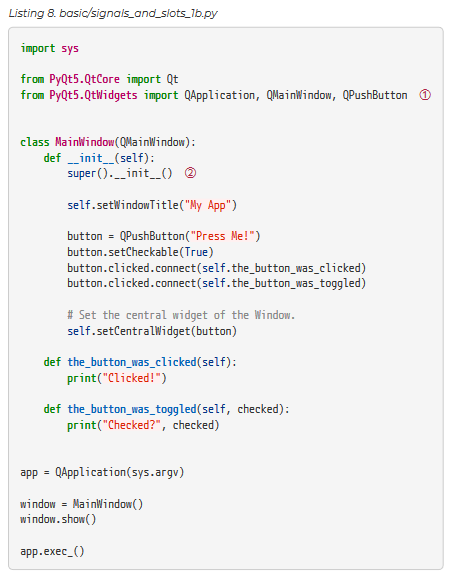 Listing 8. basic/signals_and_slots_1b.py
import sys
from PyQt5.QtCore import Qt
from PyQt5.QtWidgets import QApplication, QMainWindow, QPushButton ①
class MainWindow(QMainWindow):
    def __init__(self):
        super().__init__() ②
        self.setWindowTitle("My App")
        button = QPushButton("Press Me!")
        button.setCheckable(True)
        button.clicked.connect(self.the_button_was_clicked)
        button.clicked.connect(self.the_button_was_toggled)
        # Set the central widget of the Window.
        self.setCentralWidget(button)
    def the_button_was_clicked(self):
        print("Clicked!")
    def the_button_was_toggled(self, checked):
        print("Checked?", checked)
app = QApplication(sys.argv)
window = MainWindow()
window.show()
app.exec_()